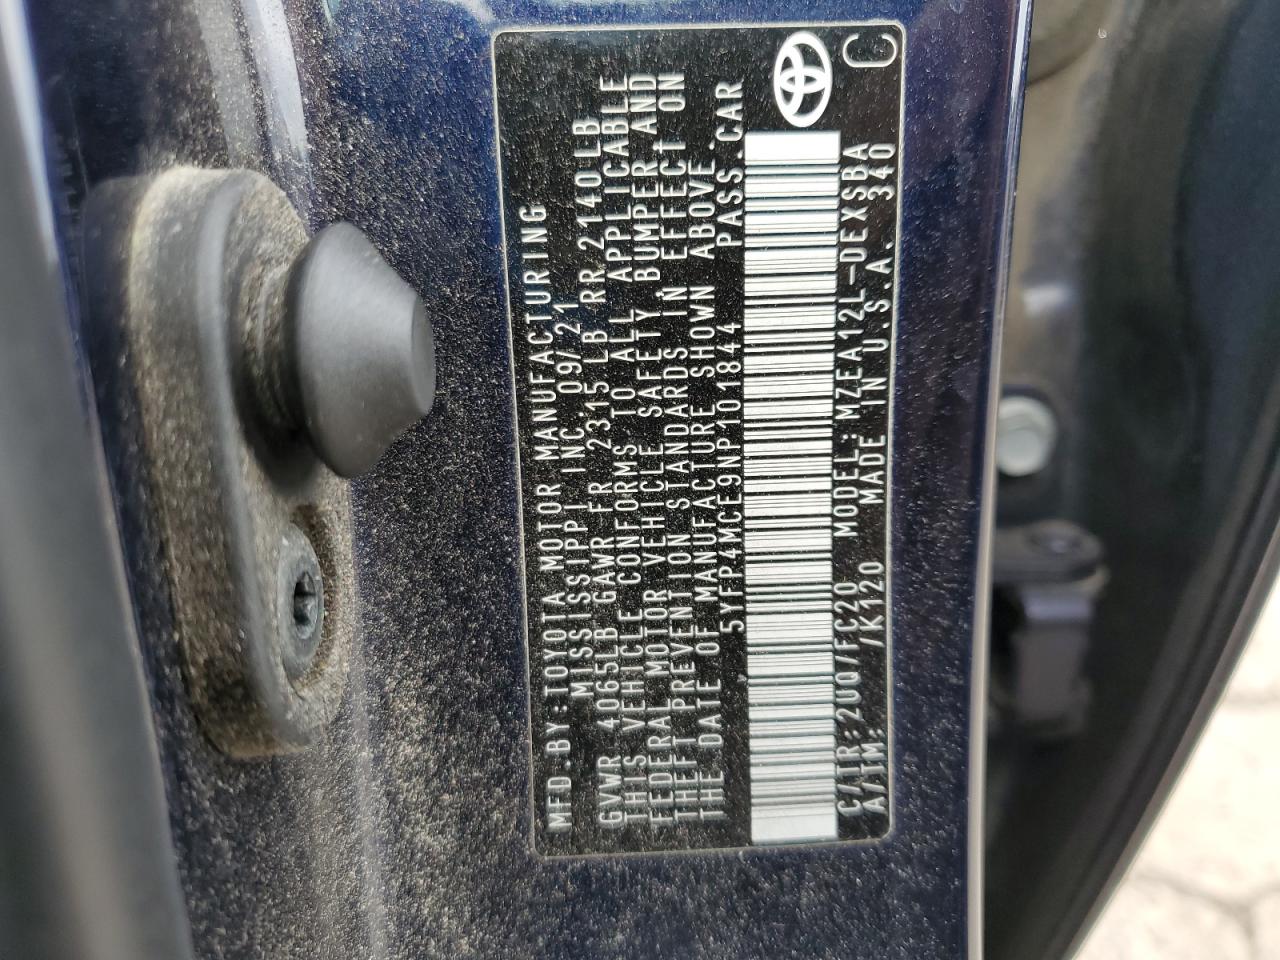 MFD.BY:TOYOTA MOTOR MANUFACTURING
MISSISSIPPI INC. 09/21
GVWR 4065LB GAWR FR 2315 LB RR 2140LB
THIS VEHICLE CONFORMS TO ALL APPLICABLE
FEDERAL MOTOR VEHICLE SAFETY BUMPER AND
THEFT PREVENTION STANDARDS IN EFFECT ON
THE DATE OF MANUFACTURE SHOWN ABOVE.
5YFP4MCE9NP101844 PASS.CAR
C/TR:2UQ/FC20 MODEL:MZEA12L-DEXSBA
A/TM: /K120 MADE IN U.S.A. 340
C